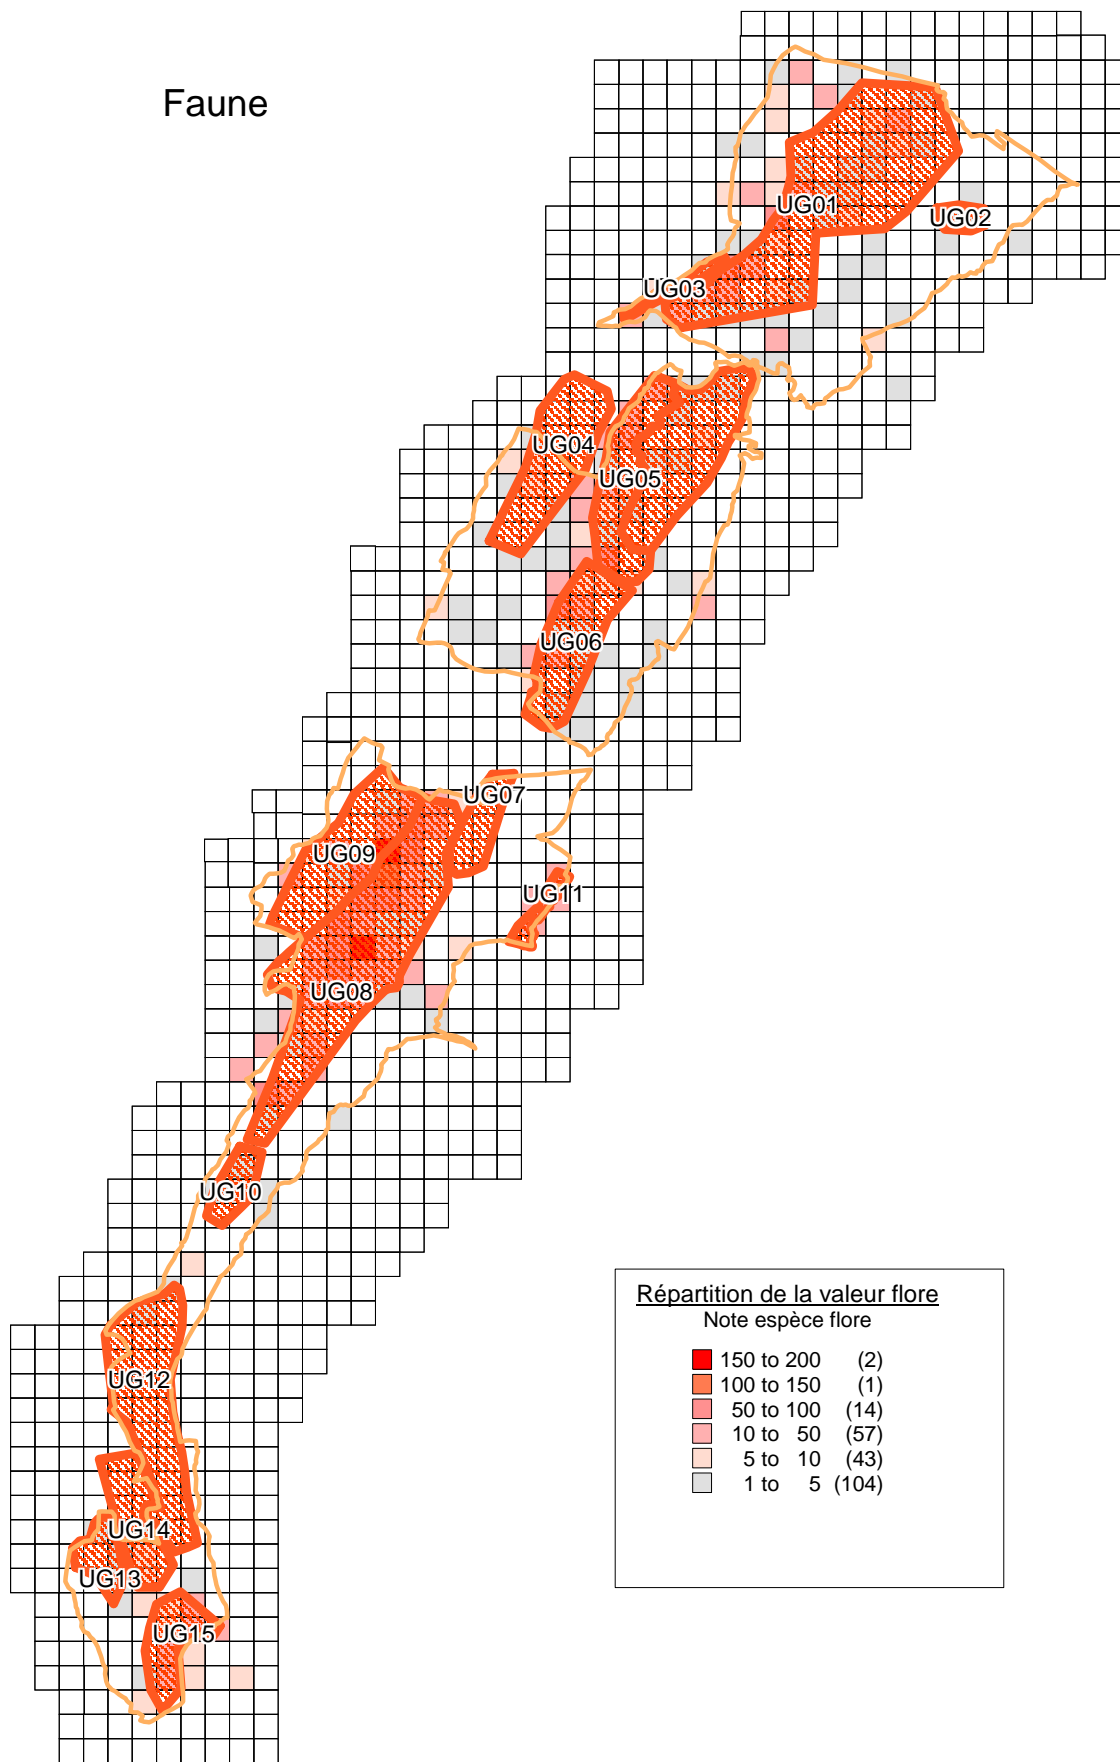 Faune
UG01
UG02
UG03
UG04
UG05
UG06
UG07
UG09
UG11
UG08
UG10
UG12
UG14
UG13
UG15
Répartition de la valeur flore
Note espèce flore
150 to 200 (2)
100 to 150 (1)
50 to 100 (14)
10 to 50 (57)
5 to 10 (43)
1 to 5 (104)